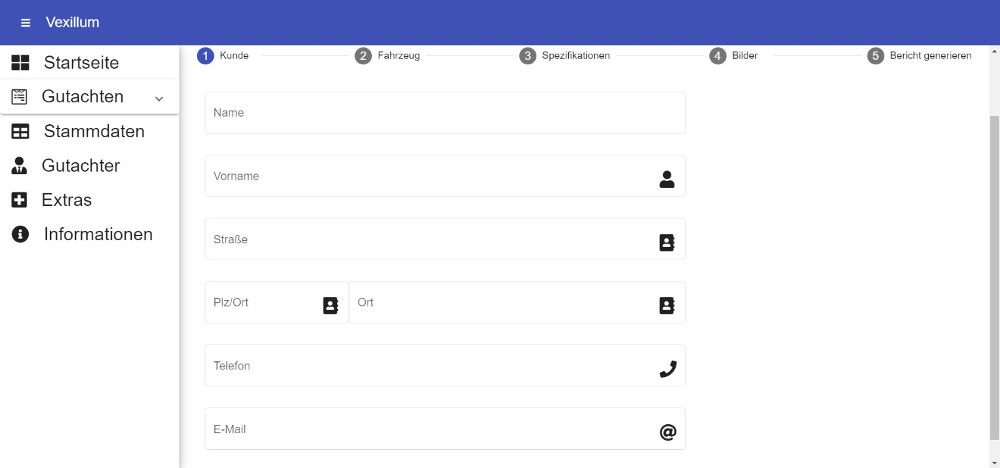 Vexillum
Startseite
Gutachten
Stammdaten
Gutachter
Extras
Informationen
1 Kunde 2 Fahrzeug 3 Spezifikationen 4 Bilder 5 Bericht generieren
Name
Vorname
Straße
Plz/Ort Ort
Telefon
E-Mail